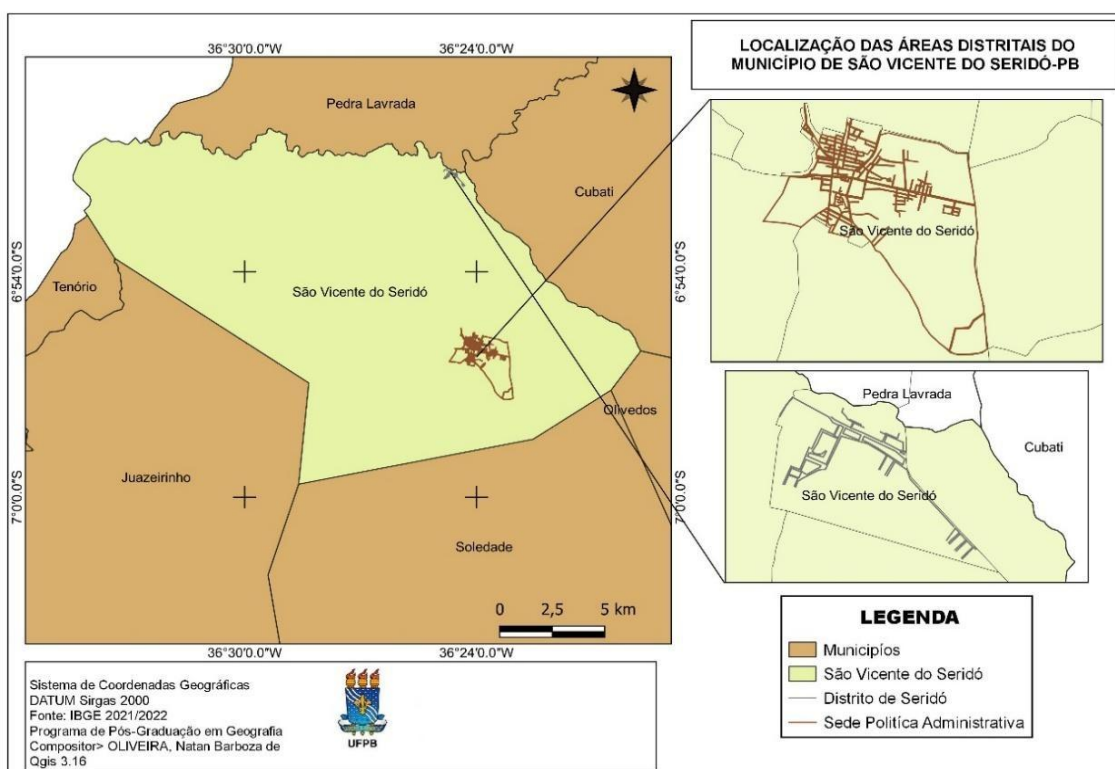 LOCALIZAÇÃO DAS ÁREAS DISTRITAIS DO
MUNICÍPIO DE SÃO VICENTE DO SERIDÓ-PB
36°30'0.0"W
36°24'0.0"W
Pedra Lavrada
Cubati
6°54'0.0"S
6°54'0.0"S
Tenório
São Vicente do Seridó
Olivedos
Juazeirinho
7°0'0.0"S
7°0'0.0"S
Soledade
0 2,5 5 km
36°30'0.0"W
36°24'0.0"W
São Vicente do Seridó
Pedra Lavrada
Cubati
São Vicente do Seridó
LEGENDA
Municipíos
São Vicente do Seridó
Distrito de Seridó
Sede Politíca Administrativa
Sistema de Coordenadas Geográficas
DATUM Sirgas 2000
Fonte: IBGE 2021/2022
Programa de Pós-Graduação em Geografia
Compositor> OLIVEIRA, Natan Barboza de
Qgis 3.16
UFPB